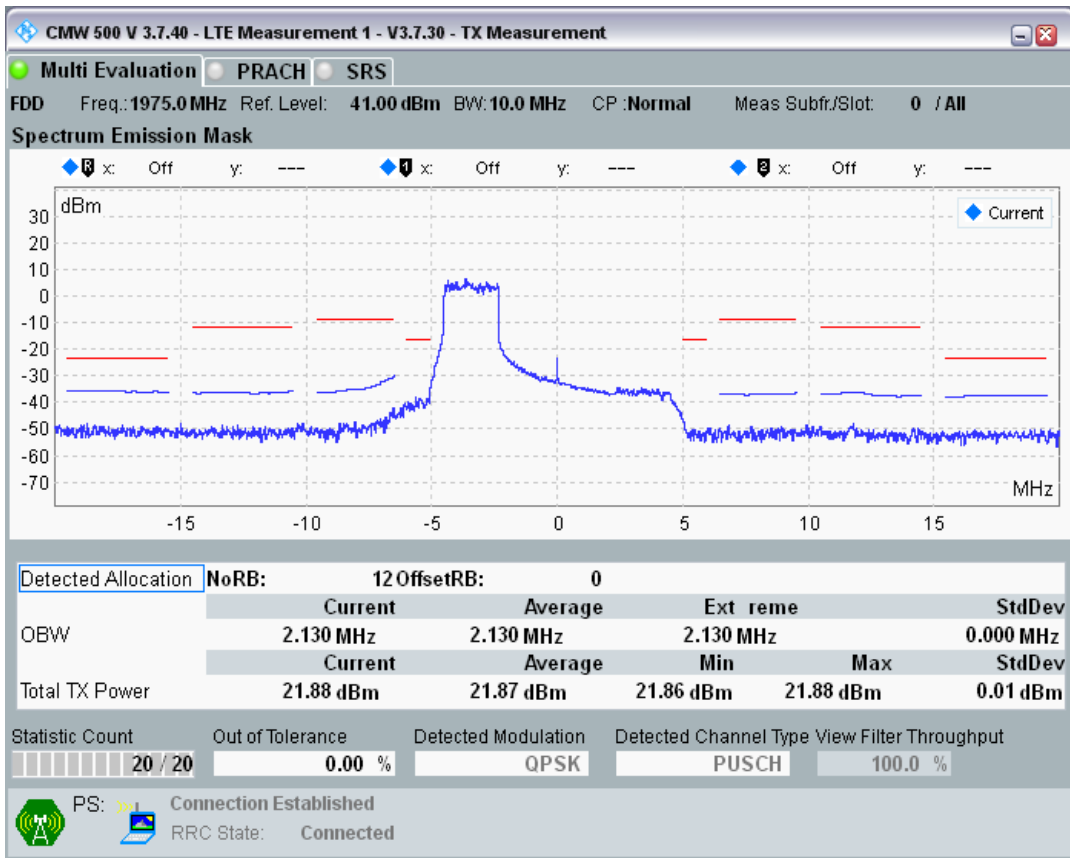 CMW 500 V 3.7.40 - LTE Measurement 1 - V3.7.30 - TX Measurement
Multi Evaluation PRACH SRS
FDD Freq.: 1975.0 MHz Ref. Level: 41.00 dBm BW: 10.0 MHz CP : Normal Meas Subfr./Slot: 0 / All
Spectrum Emission Mask
R x: Off y: --- 1 x: Off y: --- 2 x: Off y: ---
dBm
Current
30
20
10
0
-10
-20
-30
-40
-50
-60
-70
MHz
-15 -10 -5 0 5 10 15
Detected Allocation NoRB: 12 OffsetRB: 0
Current Average Ext reme StdDev
OBW 2.130 MHz 2.130 MHz 2.130 MHz 0.000 MHz
Current Average Min Max StdDev
Total TX Power 21.88 dBm 21.87 dBm 21.86 dBm 21.88 dBm 0.01 dBm
Statistic Count Out of Tolerance Detected Modulation Detected Channel Type View Filter Throughput
20 / 20 0.00 % QPSK PUSCH 100.0 %
PS: Connection Established
RRC State: Connected